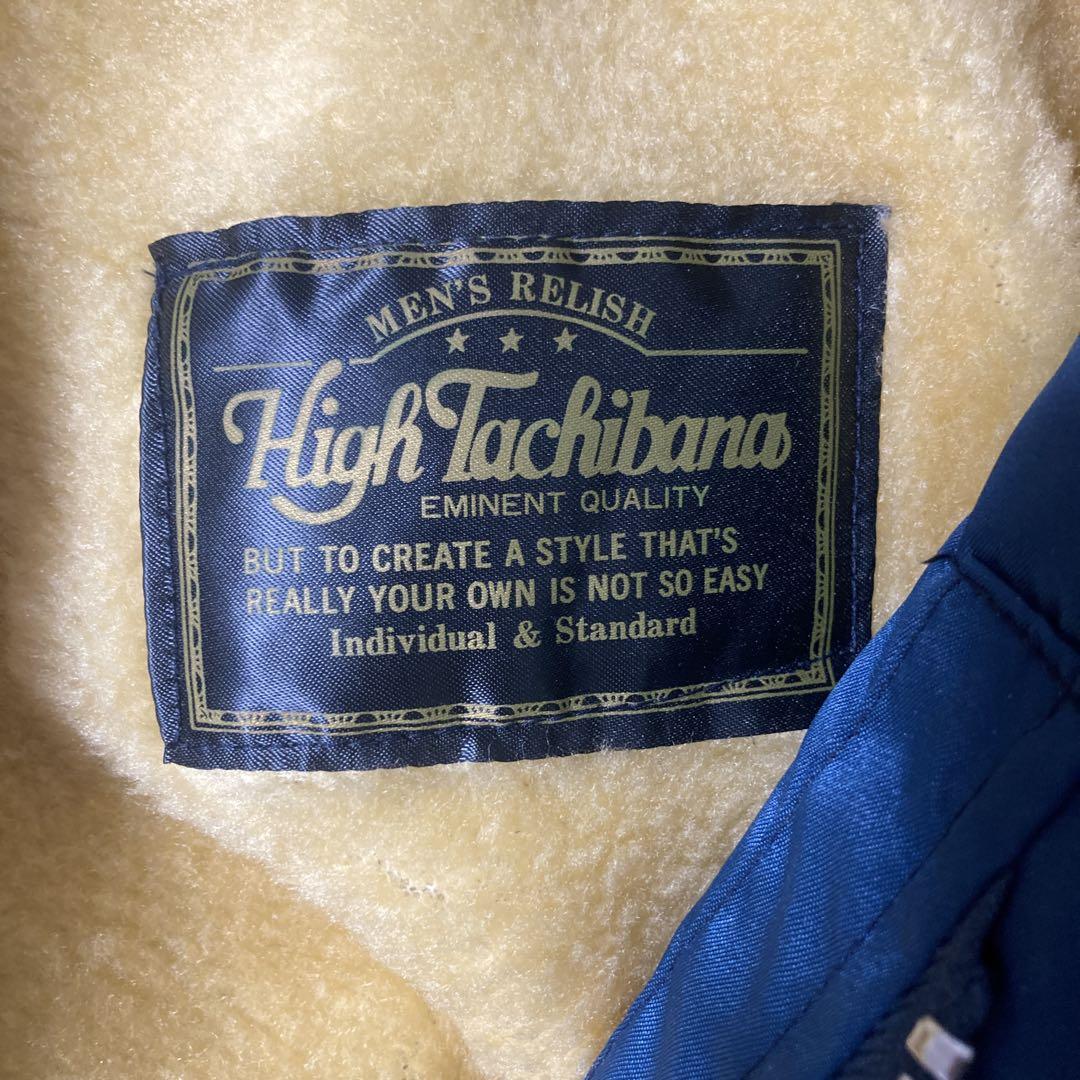 MEN'S RELISH
High Tachibana
EMINENT QUALITY
BUT TO CREATE A STYLE THAT'S
REALLY YOUR OWN IS NOT SO EASY
Individual & Standard